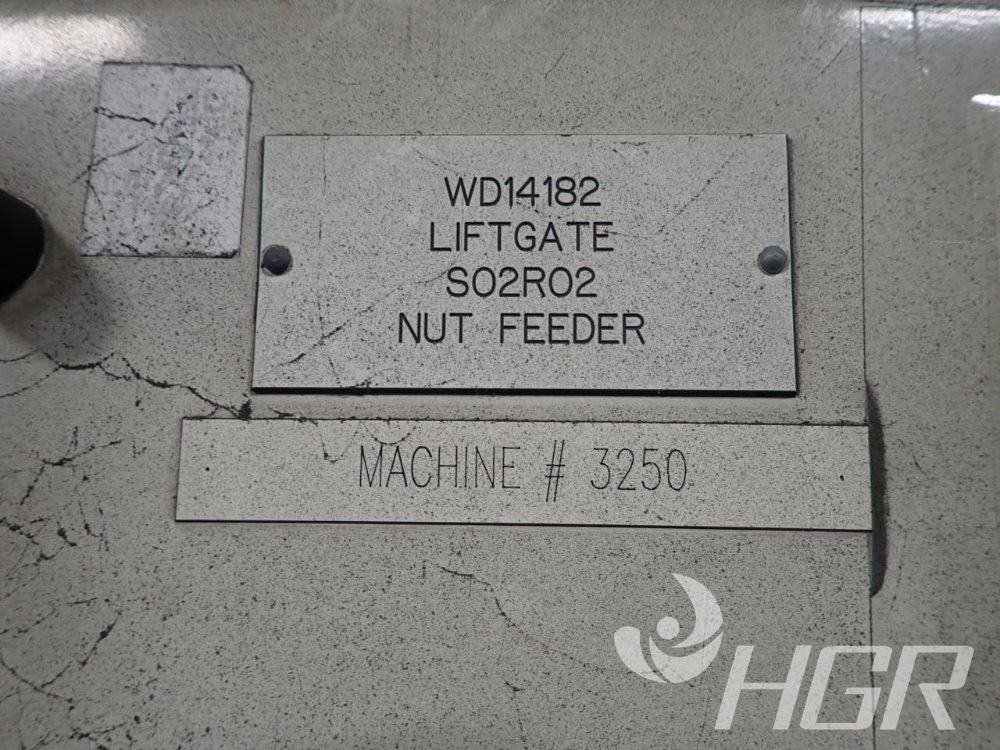 WD14182
LIFTGATE
S02R02
NUT FEEDER
MACHINE # 3250
HGR